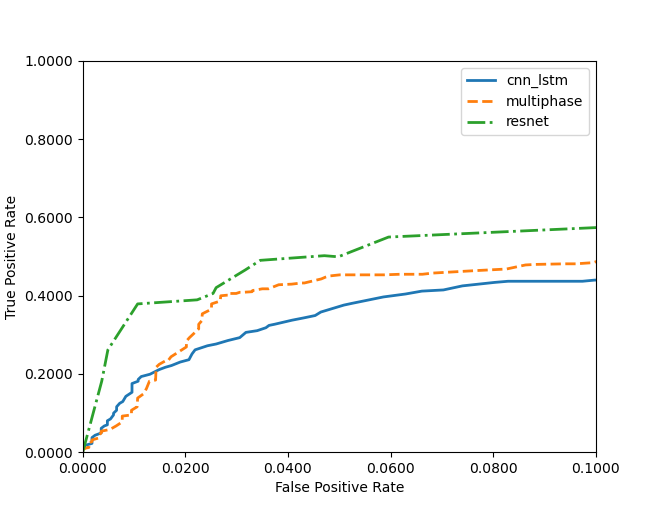 1.0000
0.8000
0.6000
0.4000
0.2000
0.0000
True Positive Rate
cnn_lstm
multiphase
resnet
0.0000 0.0200 0.0400 0.0600 0.0800 0.1000
False Positive Rate